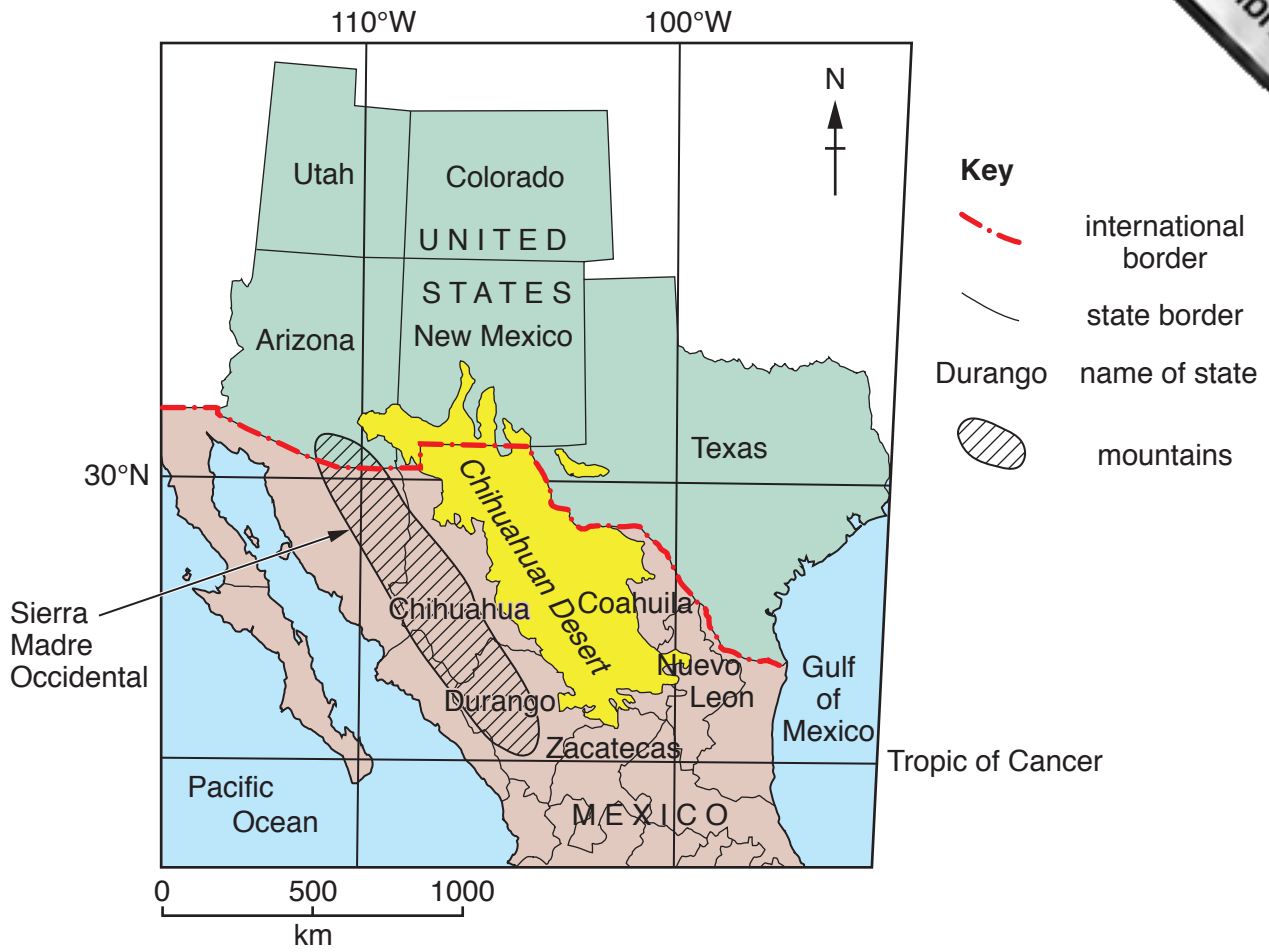 110°W
100°W
N
Utah
Colorado
UNITED
STATES
Arizona
New Mexico
Texas
30°N
Chihuahuan Desert
Sierra
Madre
Occidental
Chihuahua
Coahuila
Nuevo
Leon
Durango
Zacatecas
Gulf
of
Mexico
Tropic of Cancer
Pacific
Ocean
MEXICO
0 500 1000
km
Key
international
border
state border
Durango name of state
mountains